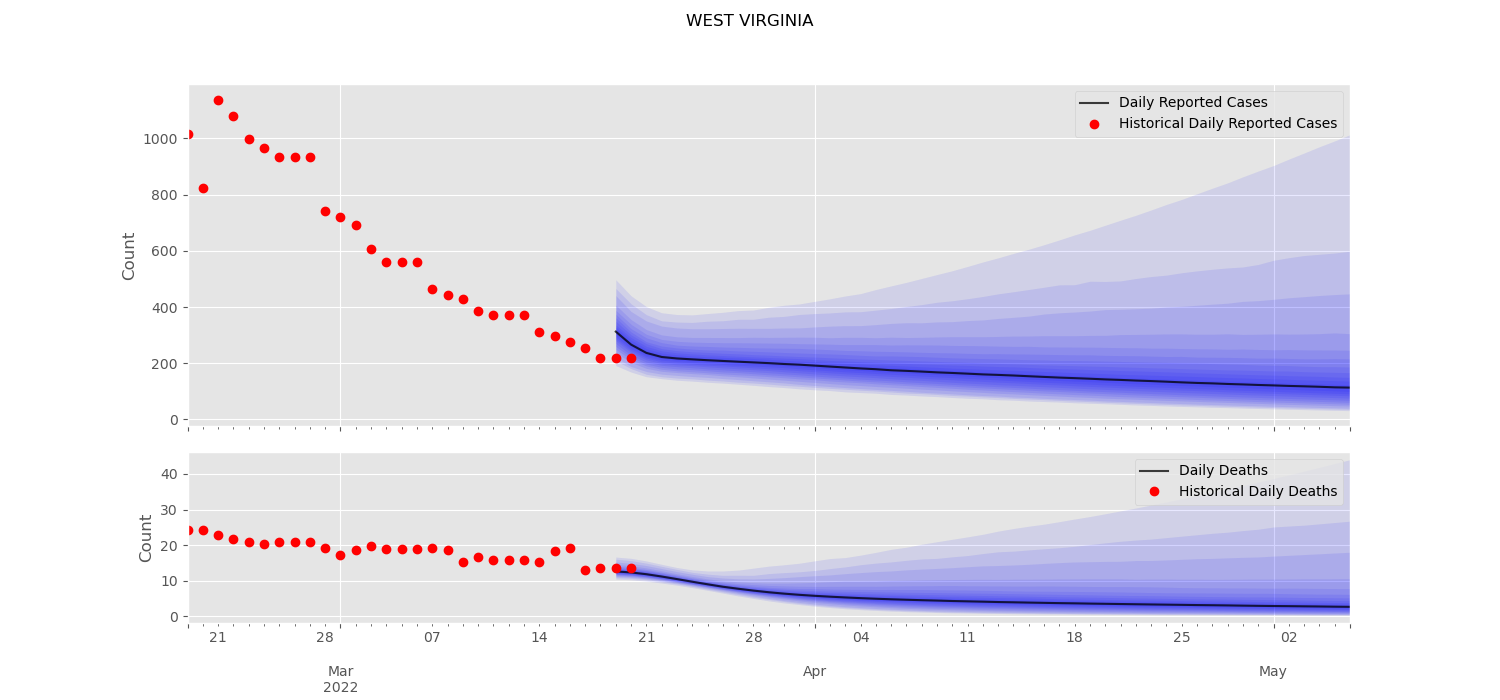 WEST VIRGINIA
Count
1000
800
600
400
200
0
Daily Reported Cases
Historical Daily Reported Cases
Count
40
30
20
10
0
Daily Deaths
Historical Daily Deaths
21 28 07 14 21 28 04 11 18 25 02
Mar Apr May
2022